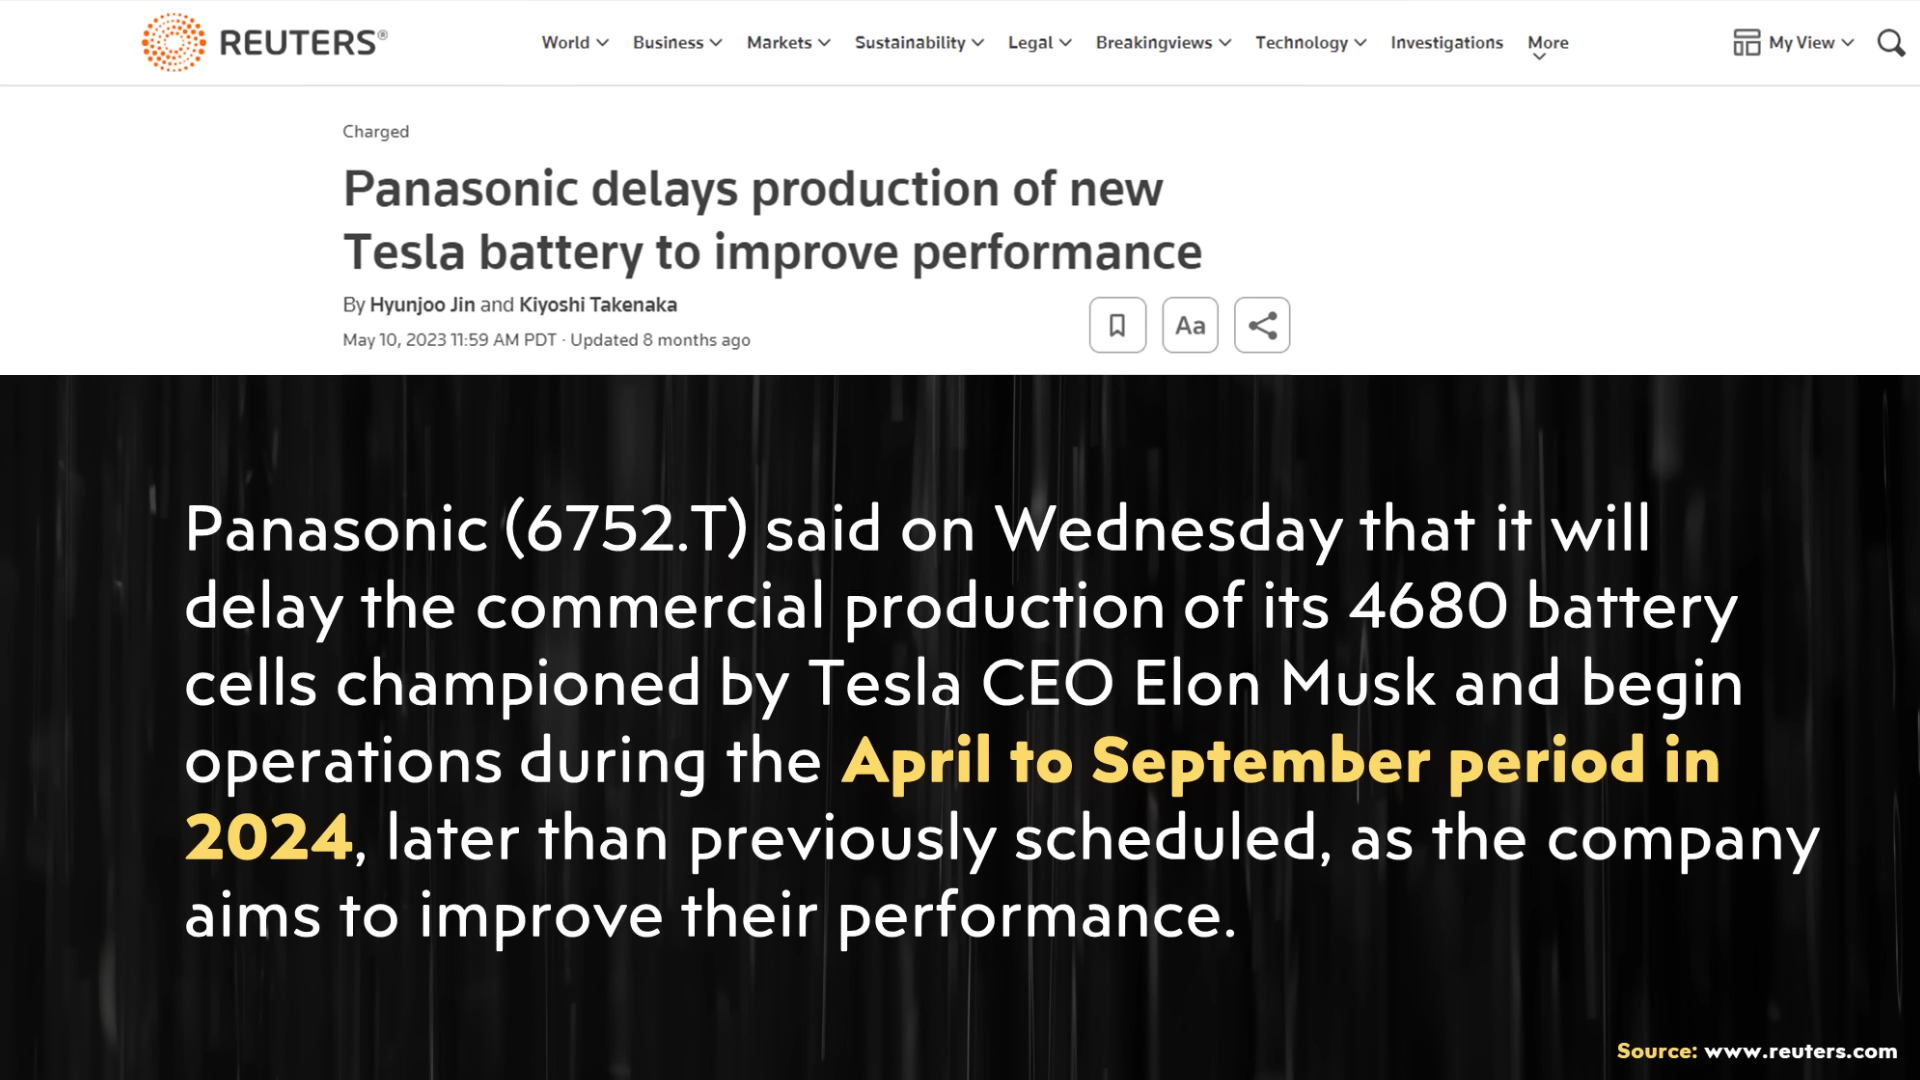 REUTERS®
World Business Markets Sustainability Legal Breakingviews Technology Investigations More My View
Charged
Panasonic delays production of new
Tesla battery to improve performance
By Hyunjoo Jin and Kiyoshi Takenaka
May 10, 2023 11:59 AM PDT · Updated 8 months ago
Aa
Panasonic (6752.T) said on Wednesday that it will
delay the commercial production of its 4680 battery
cells championed by Tesla CEO Elon Musk and begin
operations during the April to September period in
2024, later than previously scheduled, as the company
aims to improve their performance.
Source: www.reuters.com